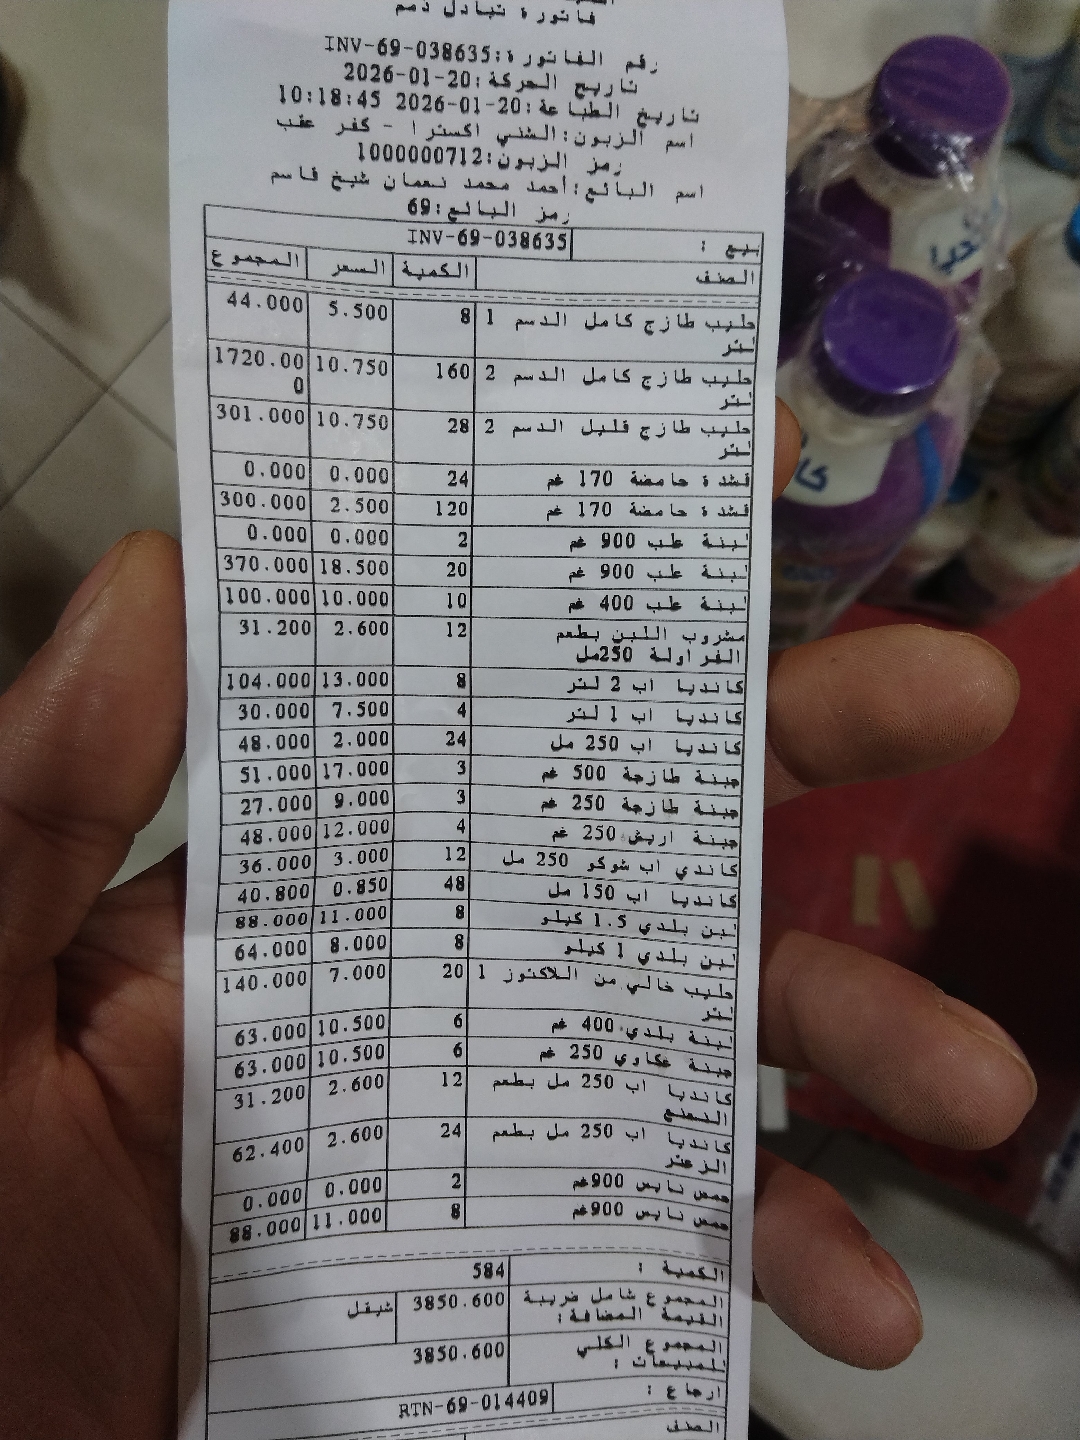 فاتورة تبادل ذمم
رقم الفاتورة:INV-69-038635
تاريخ الحركة:20-01-2026
تاريخ الطباعة:20-01-2026 10:18:45
اسم الزبون:الشني اكسترا - كفر عقب
رمز الزبون:1000000712
اسم البائع:أحمد محمد نعمان شيخ قاسم
رمز البائع:69
بيع : INV-69-038635
الصنف الكمية السعر المجموع
حليب طازج كامل الدسم 1 8 5.500 44.000
لتر
حليب طازج كامل الدسم 2 160 10.750 1720.00
لتر 0
حليب طازج قليل الدسم 2 28 10.750 301.000
لتر
قشدة حامضة 170 غم 24 0.000 0.000
قشدة حامضة 170 غم 120 2.500 300.000
لبنة علب 900 غم 2 0.000 0.000
لبنة علب 900 غم 20 18.500 370.000
لبنة علب 400 غم 10 10.000 100.000
مشروب اللبن بطعم 12 2.600 31.200
الفراولة 250مل
كانديا اب 2 لتر 8 13.000 104.000
كانديا اب 1 لتر 4 7.500 30.000
كانديا اب 250 مل 24 2.000 48.000
جبنة طازجة 500 غم 3 17.000 51.000
جبنة طازجة 250 غم 3 9.000 27.000
جبنة اريش 250 غم 4 12.000 48.000
كاندي اب شوكو 250 مل 12 3.000 36.000
كانديا اب 150 مل 48 0.850 40.800
لبن بلدي 1.5 كيلو 8 11.000 88.000
لبن بلدي 1 كيلو 8 8.000 64.000
حليب خالي من اللاكتوز 1 20 7.000 140.000
لتر
لبنة بلدي 400 غم 6 10.500 63.000
جبنة عكاوي 250 غم 6 10.500 63.000
كانديا اب 250 مل بطعم 12 2.600 31.200
النعنع
كانديا اب 250 مل بطعم 24 2.600 62.400
الزعتر
حمص نايس 900غم 2 0.000 0.000
حمص نايس 900غم 8 11.000 88.000
الكمية : 584
المجموع شامل ضريبة 3850.600 شيقل
القيمة المضافة:
المجموع الكلي 3850.600
للمبيعات :
ارجاع : RTN-69-014409
الصنف